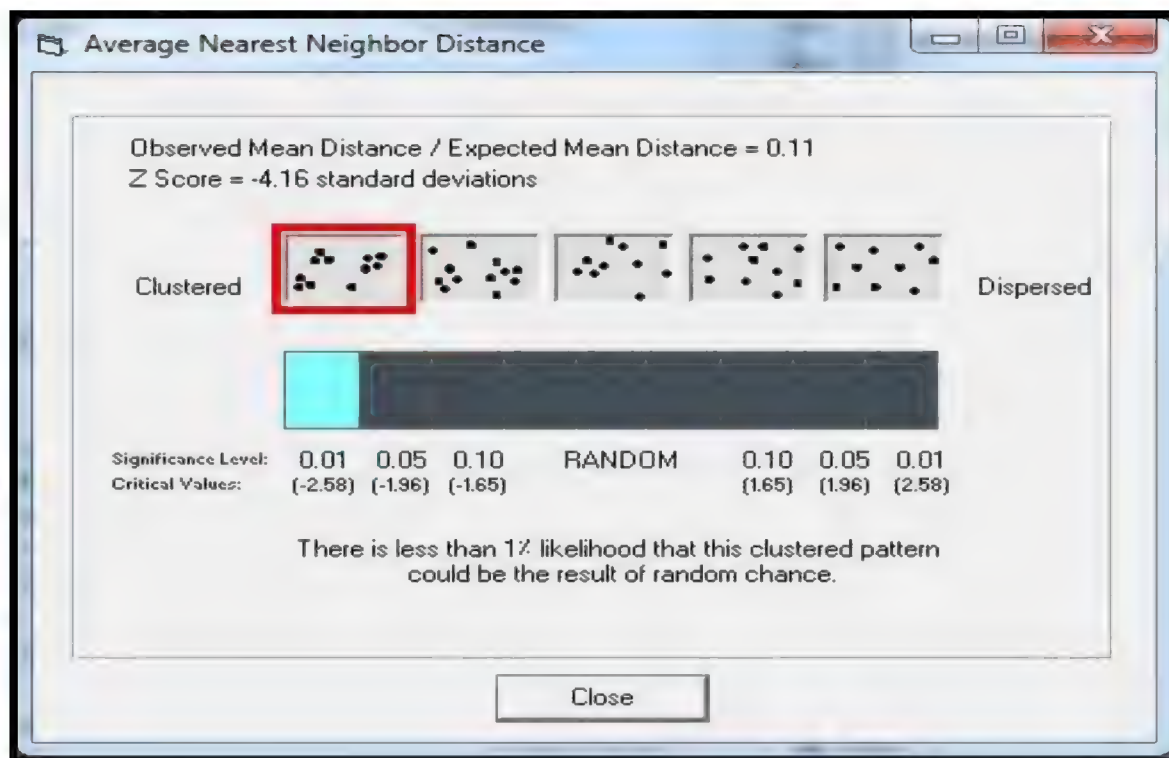 Average Nearest Neighbor Distance
Observed Mean Distance / Expected Mean Distance = 0.11
Z Score = -4.16 standard deviations
Clustered
Dispersed
Significance Level: 0.01 0.05 0.10 RANDOM 0.10 0.05 0.01
Critical Values: (-2.58) (-1.96) (-1.65) (1.65) (1.96) (2.58)
There is less than 1% likelihood that this clustered pattern
could be the result of random chance.
Close